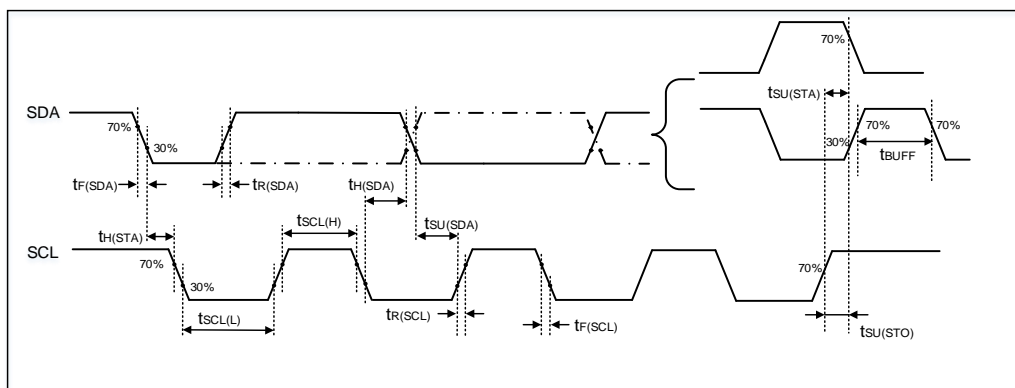 70%
tSU(STA)
SDA
70%
30%
30%
70%
70%
tBUFF
tF(SDA)
tR(SDA)
tH(SDA)
tH(STA)
tSCL(H)
tSU(SDA)
SCL
70%
30%
70%
tSCL(L)
tR(SCL)
tF(SCL)
tSU(STO)